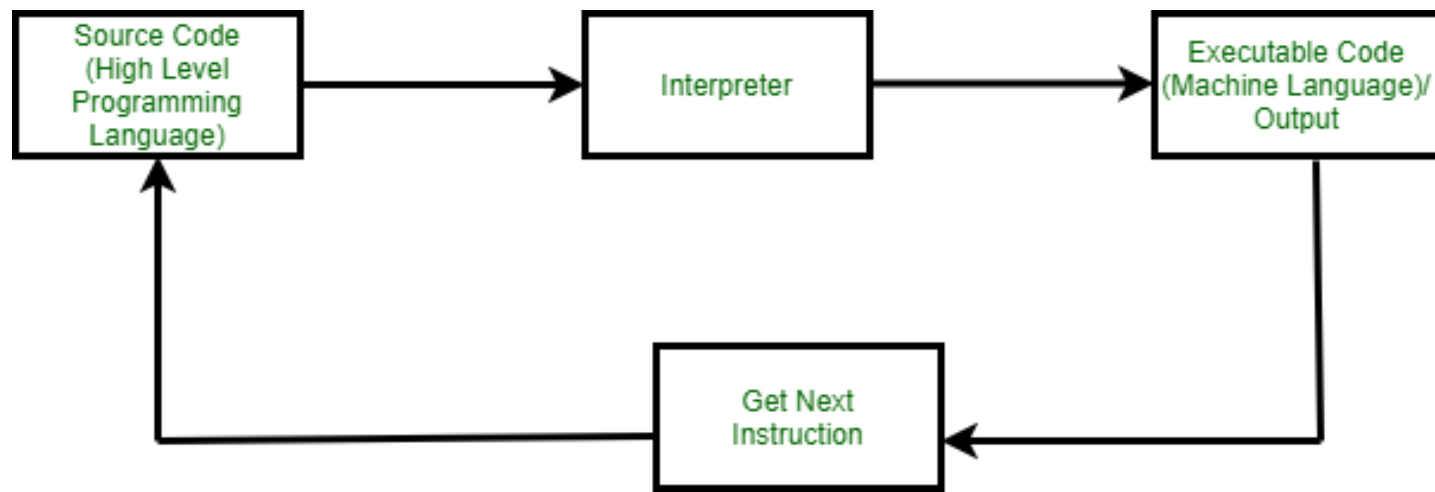 Source Code
(High Level
Programming
Language)
Interpreter
Executable Code
(Machine Language)/
Output
Get Next
Instruction